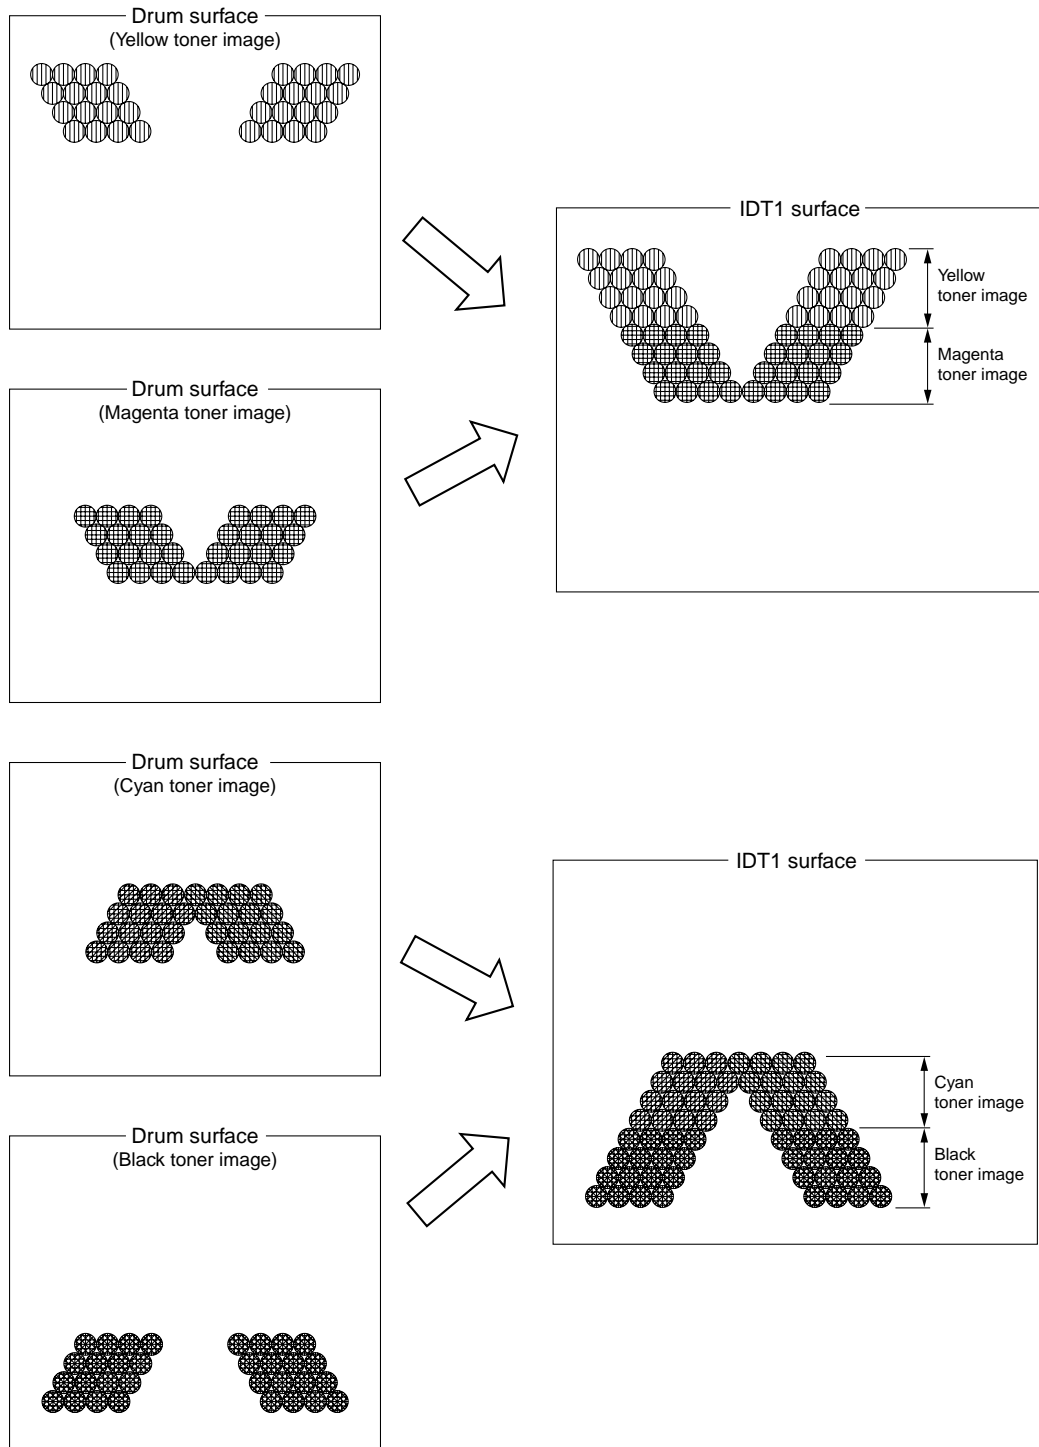 Drum surface
(Yellow toner image)
IDT1 surface
Yellow
toner image
Magenta
toner image
Drum surface
(Magenta toner image)
Drum surface
(Cyan toner image)
IDT1 surface
Cyan
toner image
Black
toner image
Drum surface
(Black toner image)